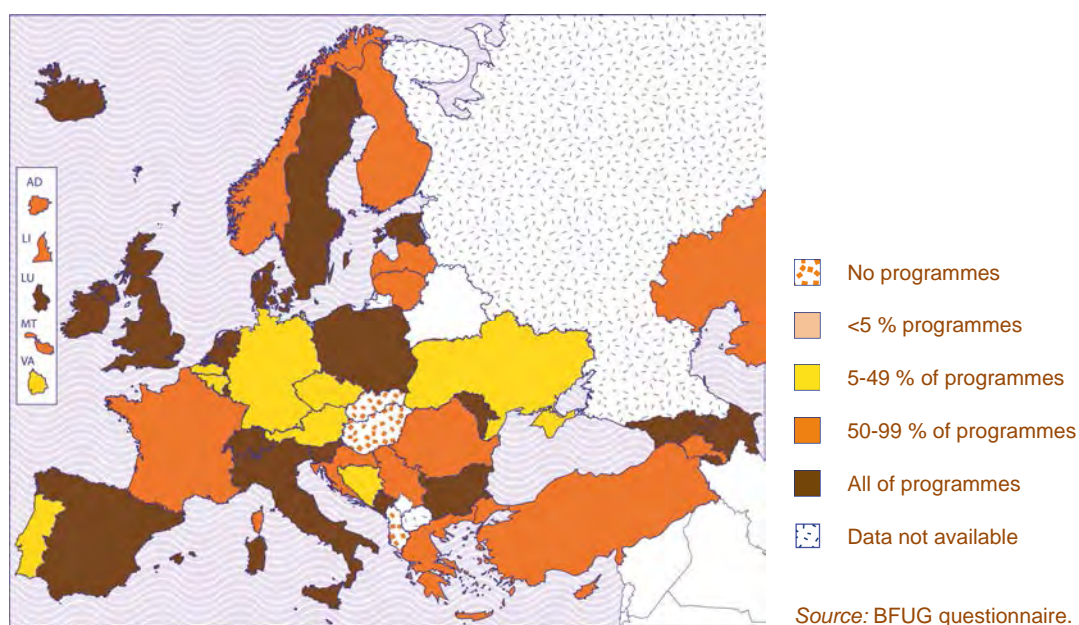 AD
LI
LU
MT
VA
No programmes
<5 % programmes
5-49 % of programmes
50-99 % of programmes
All of programmes
Data not available
Source: BFUG questionnaire.